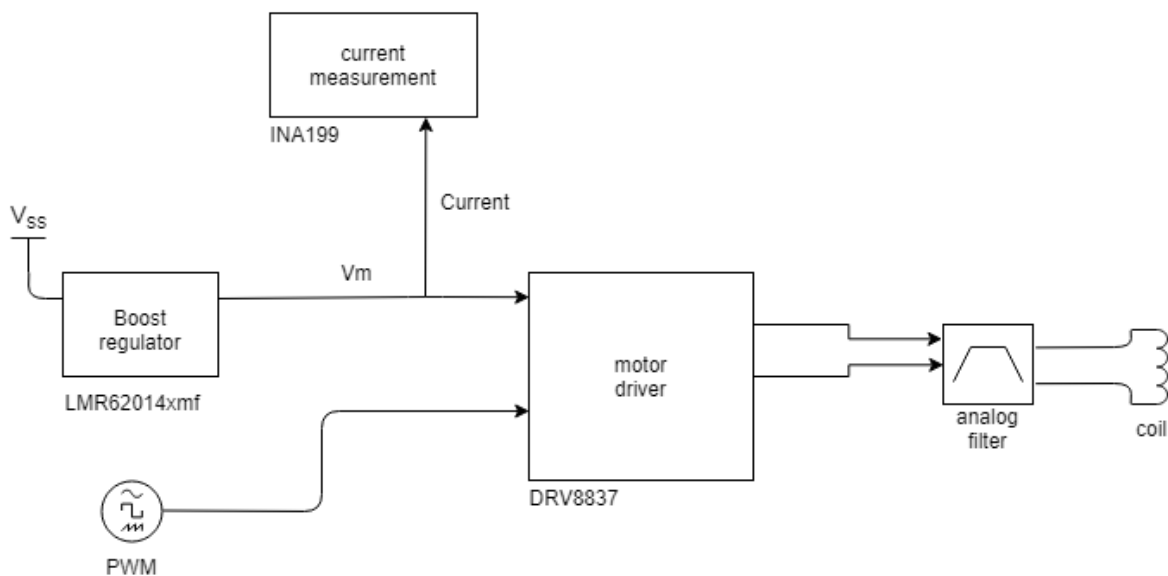 current
measurement
INA199
Current
V_SS
Vm
Boost
regulator
LMR62014xmf
motor
driver
DRV8837
analog
filter
coil
PWM